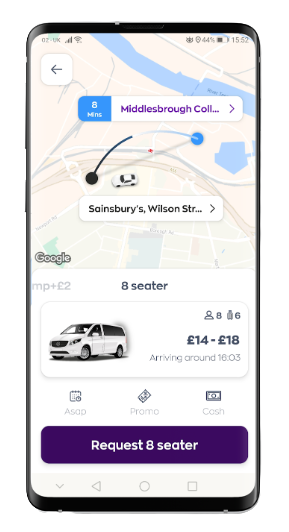 O2-UK 44% 15:52
8
Mins
Middlesbrough Coll...
Sainsbury's, Wilson Str...
Google
mp+£2 8 seater
8 6
£14 - £18
Arriving around 16:03
Asap Promo Cash
Request 8 seater